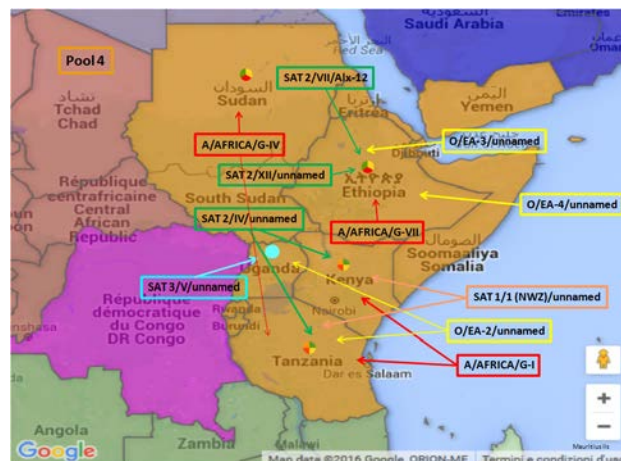 Saudi Arabia
Emirates
Pool 4
SAT 2/VII/Alx-12
Red Sea
Oman
تشاد
Tchad
Chad
السودان
Sudan
إرتريا
Eritrea
اليمن
Yemen
A/AFRICA/G-IV
O/EA-3/unnamed
Djibouti
SAT 2/XII/unnamed
ኢትዮጵያ
Ethiopia
République
centrafricaine
Central
African
Republic
South Sudan
O/EA-4/unnamed
SAT 2/IV/unnamed
A/AFRICA/G-VII
الصومال
Soomaaliya
Somalia
Uganda
Kenya
SAT 3/V/unnamed
SAT 1/1 (NWZ)/unnamed
République
démocratique
du Congo
DR Congo
Rwanda
Nairobi
Burundi
O/EA-2/unnamed
Tanzania
A/AFRICA/G-I
Dar es Salaam
Angola
Zambia
Malawi
Mauritius Is
Google
Map data ©2016 Google, ORION-ME
Termini e condizioni d'uso